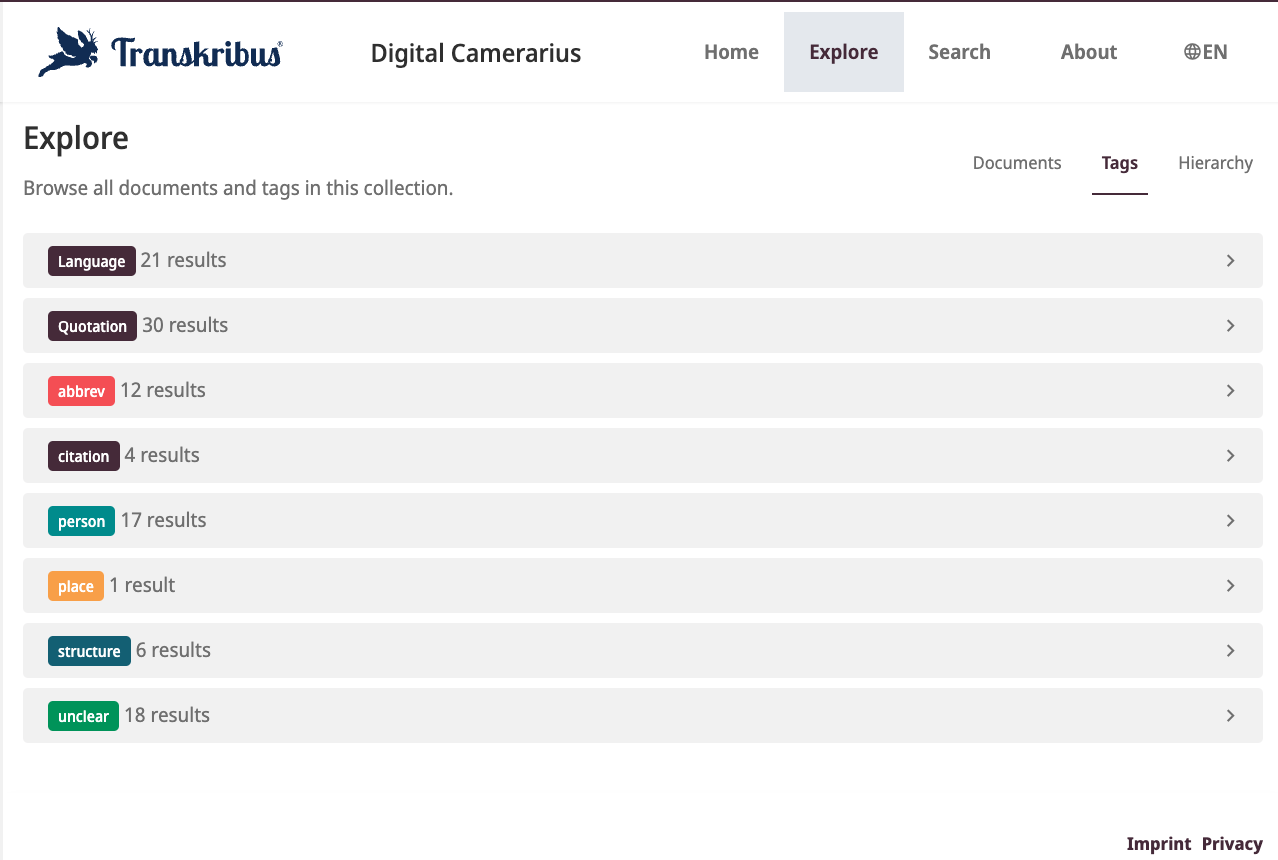 Transkribus® Digital Camerarius Home Explore Search About EN
Explore
Documents Tags Hierarchy
Browse all documents and tags in this collection.
Language 21 results
Quotation 30 results
abbrev 12 results
citation 4 results
person 17 results
place 1 result
structure 6 results
unclear 18 results
Imprint Privacy